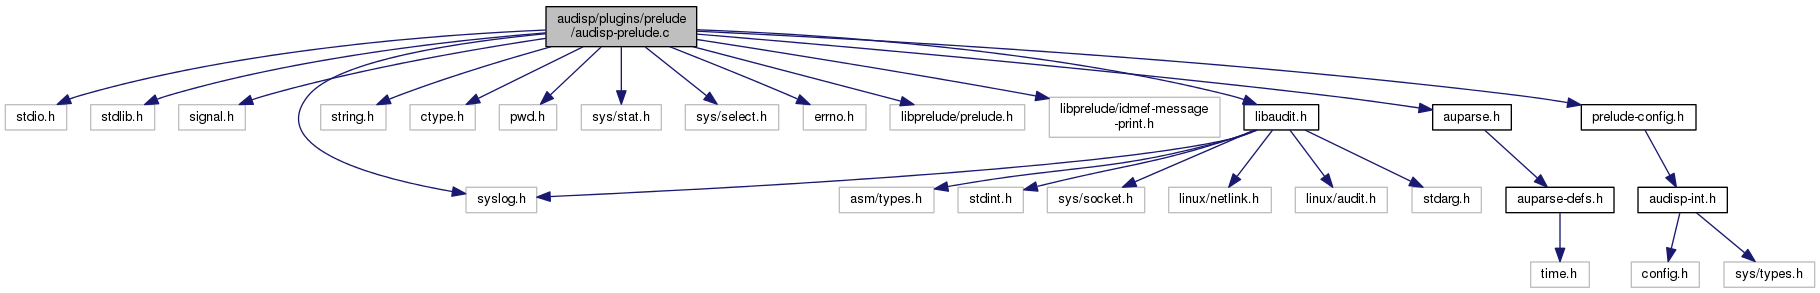 audisp/plugins/prelude
/audisp-prelude.c
stdio.h
stdlib.h
signal.h
string.h
ctype.h
pwd.h
sys/stat.h
sys/select.h
errno.h
libprelude/prelude.h
libprelude/idmef-message
-print.h
libaudit.h
auparse.h
prelude-config.h
syslog.h
asm/types.h
stdint.h
sys/socket.h
linux/netlink.h
linux/audit.h
stdarg.h
auparse-defs.h
audisp-int.h
time.h
config.h
sys/types.h